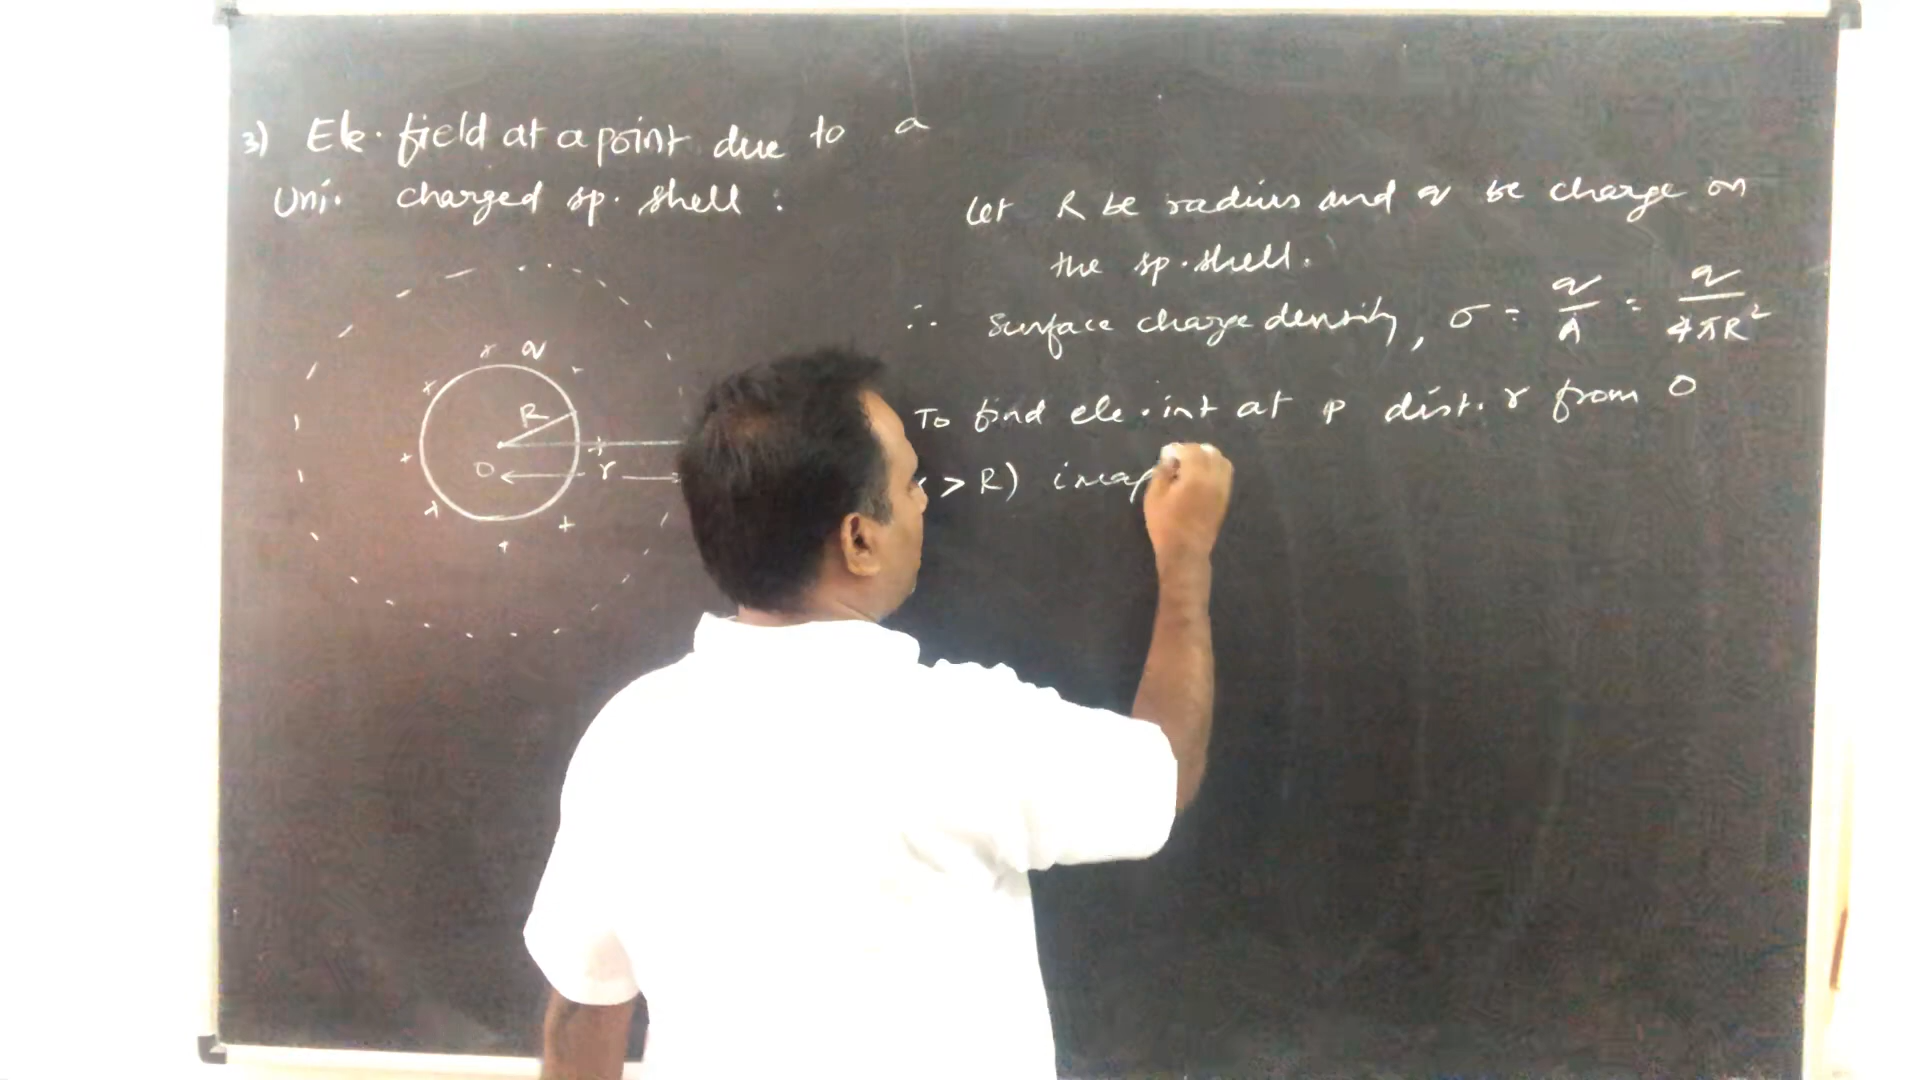 3) Ele. field at a point due to a
Uni. charged sp. shell :
q
R
O
r
Let R be radius and q be charge on
the sp. shell.
∴ Surface charge density, σ = q/A = q/4πR²
To find ele. int at P dist. r from O
> R) imag